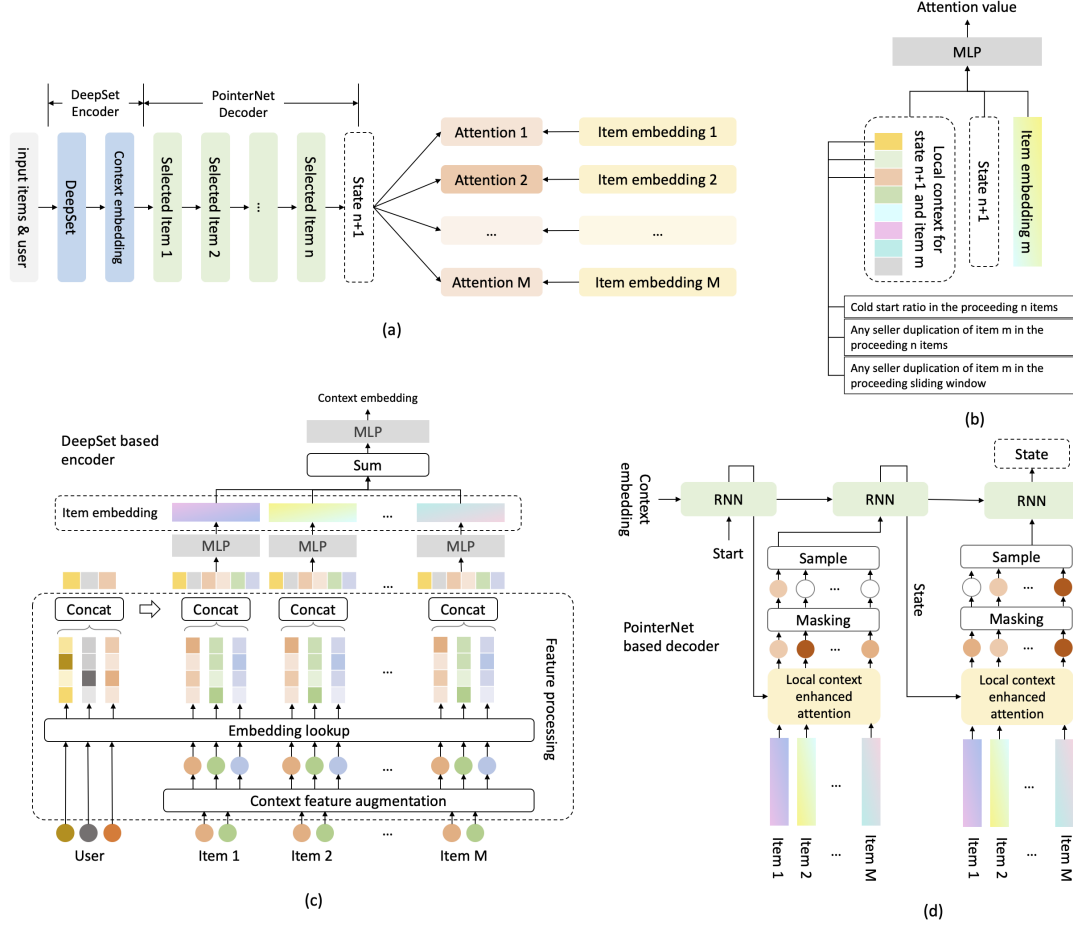 DeepSet
Encoder
PointerNet
Decoder
input items & user
DeepSet
Context embedding
Selected Item 1
Selected Item 2
...
Selected Item n
State n+1
Attention 1
Item embedding 1
Attention 2
Item embedding 2
...
...
Attention M
Item embedding M
(a)
Attention value
MLP
Local context for
state n+1 and item m
State n+1
Item embedding m
Cold start ratio in the proceeding n items
Any seller duplication of item m in the
proceeding n items
Any seller duplication of item m in the
proceeding sliding window
(b)
Context embedding
MLP
DeepSet based
encoder
Sum
Item embedding
...
MLP
MLP
MLP
...
Concat
Concat
Concat
Concat
...
Feature processing
Embedding lookup
...
Context feature augmentation
...
User
Item 1
Item 2
Item M
(c)
Context
embedding
RNN
RNN
RNN
State
Start
State
Sample
Sample
...
...
Masking
Masking
PointerNet
based decoder
...
...
Local context
enhanced
attention
Local context
enhanced
attention
...
...
Item 1
Item 2
...
Item M
Item 1
Item 2
...
Item M
(d)